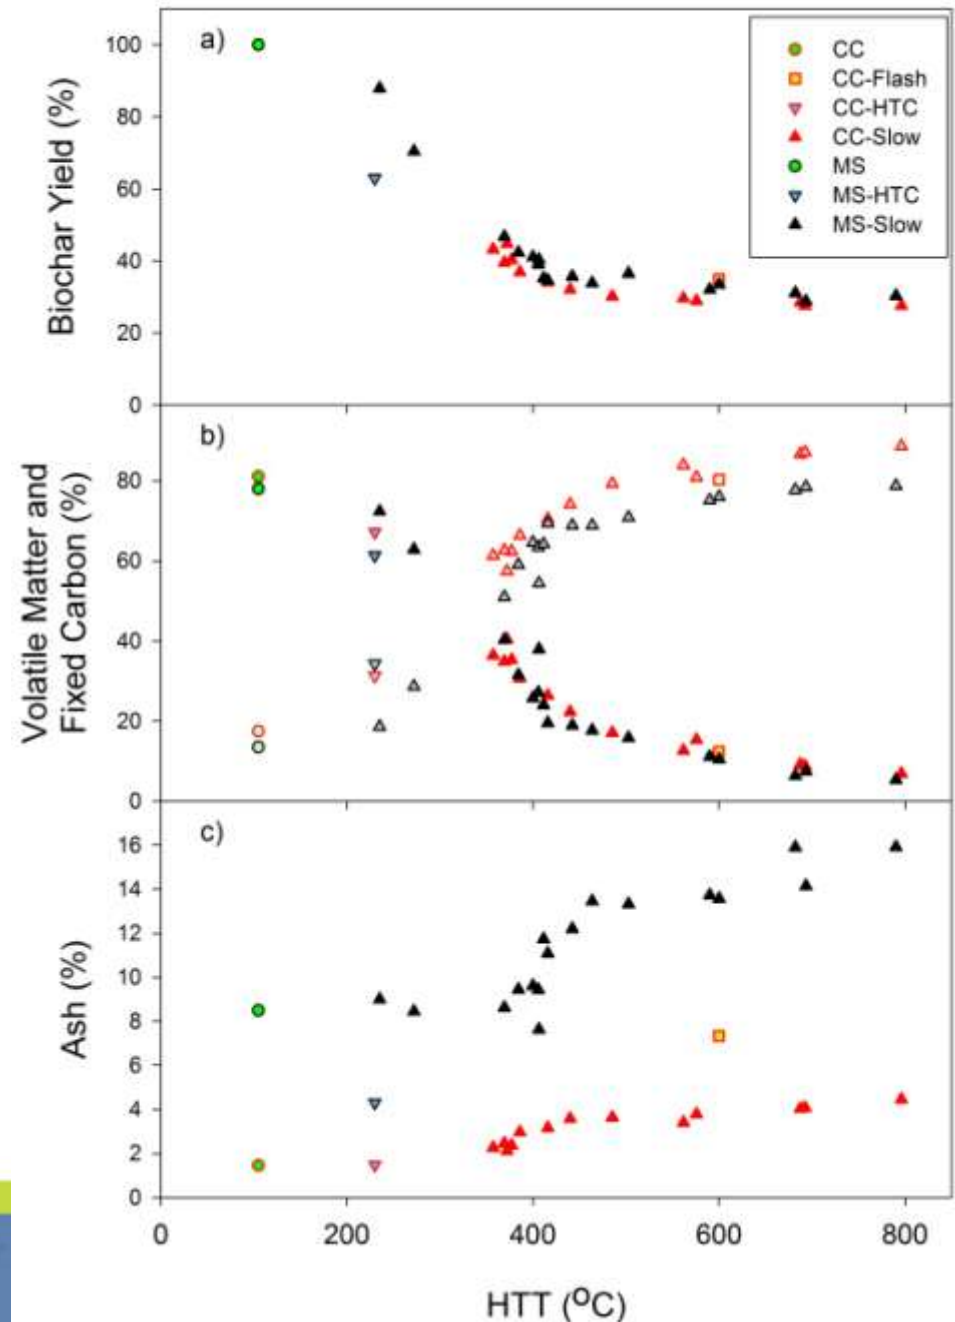 a)
CC
CC-Flash
CC-HTC
CC-Slow
MS
MS-HTC
MS-Slow
Biochar Yield (%)
100
80
60
40
20
0
b)
Volatile Matter and
Fixed Carbon (%)
80
60
40
20
0
c)
Ash (%)
16
14
12
10
8
6
4
2
0
0 200 400 600 800
HTT (ºC)